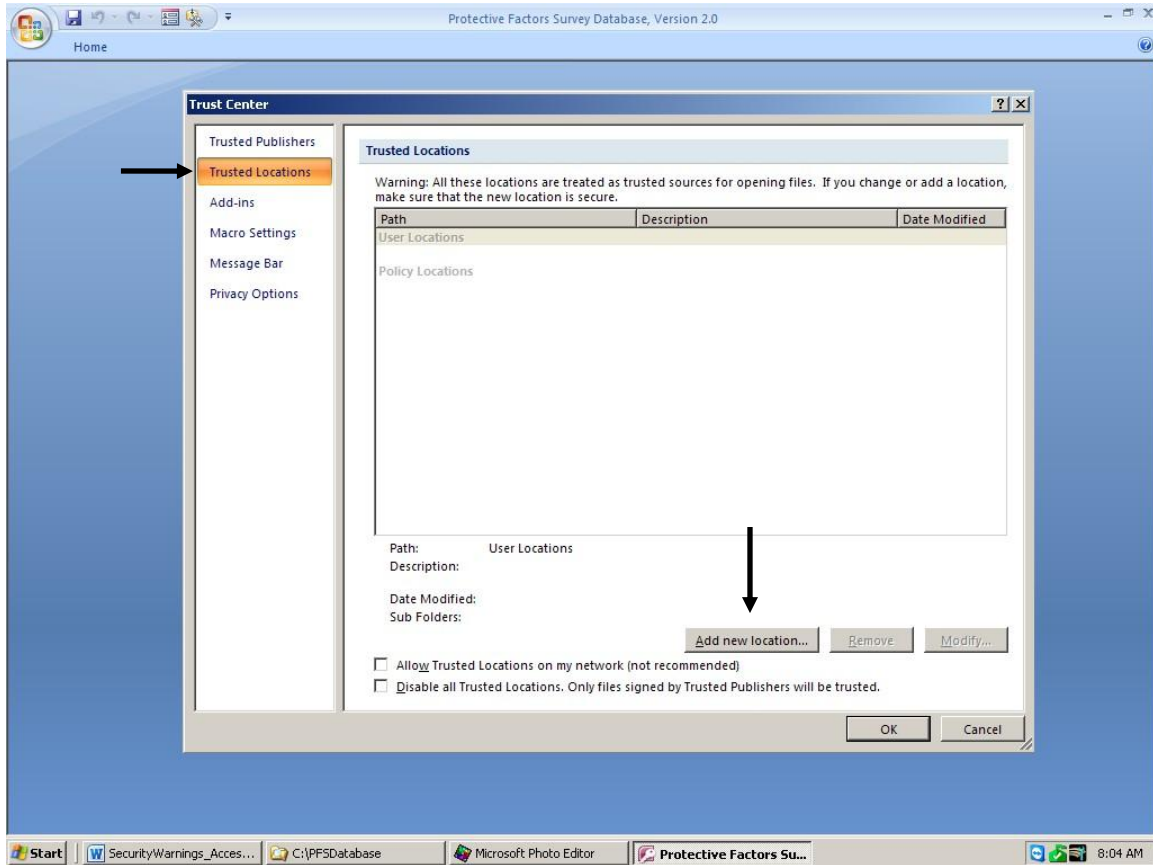 Protective Factors Survey Database, Version 2.0
Home
Trust Center
Trusted Publishers
Trusted Locations
Add-ins
Macro Settings
Message Bar
Privacy Options
Trusted Locations
Warning: All these locations are treated as trusted sources for opening files. If you change or add a location,
make sure that the new location is secure.
Path Description Date Modified
User Locations
Policy Locations
Path: User Locations
Description:
Date Modified:
Sub Folders:
Add new location... Remove Modify...
Allow Trusted Locations on my network (not recommended)
Disable all Trusted Locations. Only files signed by Trusted Publishers will be trusted.
OK Cancel
Start SecurityWarnings_Acces... C:\PFSDatabase Microsoft Photo Editor Protective Factors Su... 8:04 AM